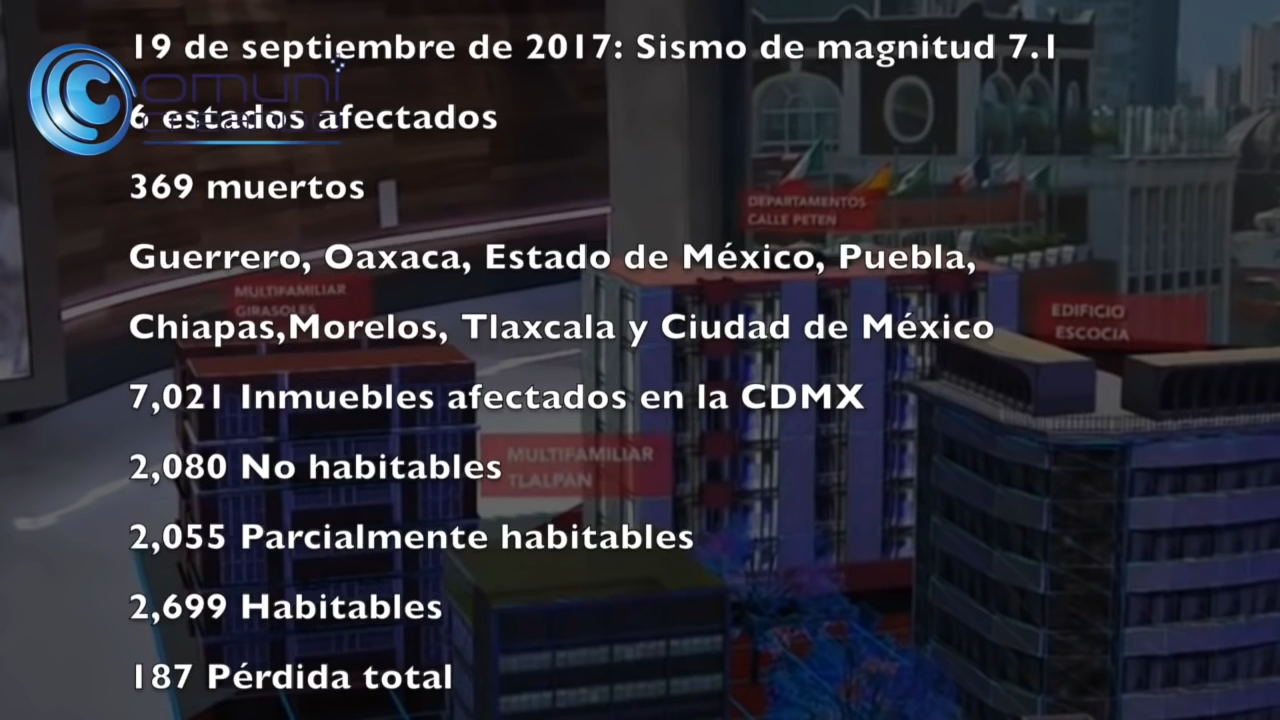 19 de septiembre de 2017: Sismo de magnitud 7.1
omuni
6 estados afectados
369 muertos
DEPARTAMENTOS
CALLE PETEN
Guerrero, Oaxaca, Estado de México, Puebla,
MULTIFAMILIAR
GIRASOLES
Chiapas,Morelos, Tlaxcala y Ciudad de México
EDIFICIO
ESCOCIA
7,021 Inmuebles afectados en la CDMX
2,080 No habitables
MULTIFAMILIAR
TLALPAN
2,055 Parcialmente habitables
2,699 Habitables
187 Pérdida total